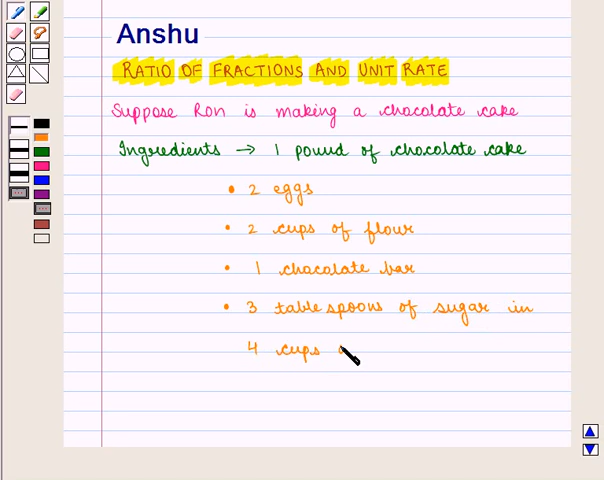 Anshu
RATIO OF FRACTIONS AND UNIT RATE
Suppose Ron is making a chocolate cake
Ingredients → 1 pound of chocolate cake
• 2 eggs
• 2 cups of flour
• 1 chocolate bar
• 3 tablespoons of sugar in
4 cups